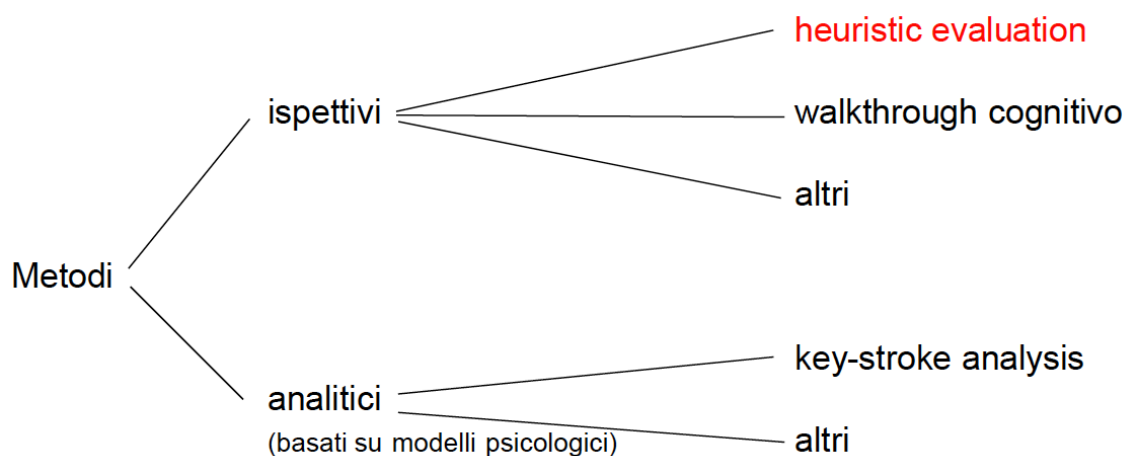 heuristic evaluation
ispettivi
walkthrough cognitivo
altri
Metodi
key-stroke analysis
analitici
(basati su modelli psicologici)
altri